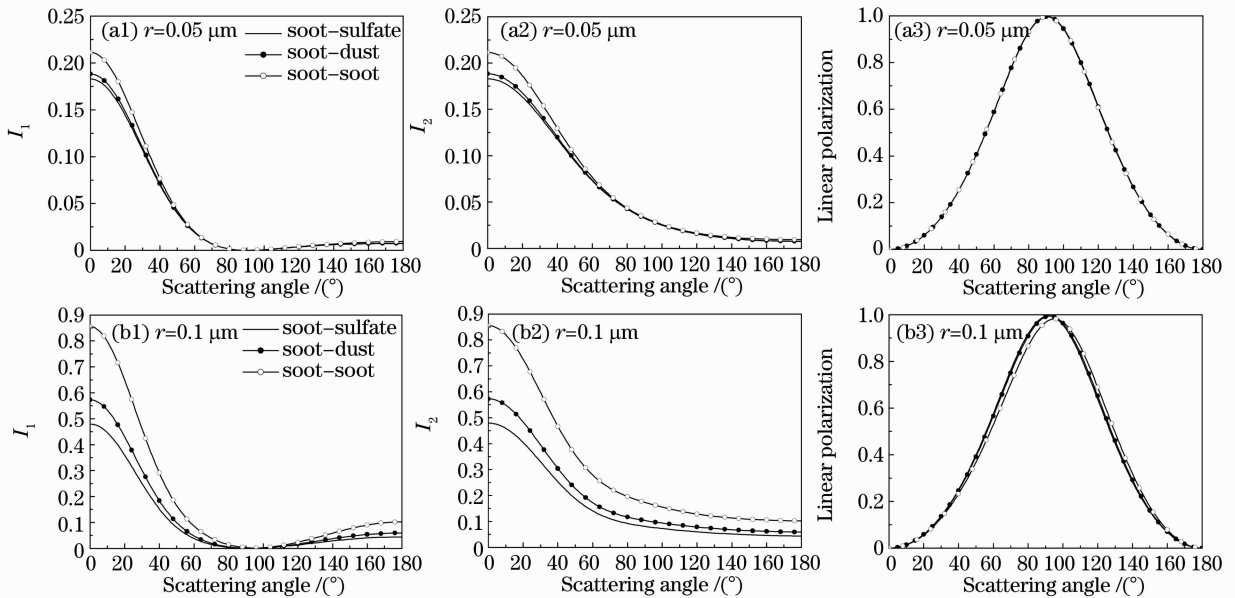 0.25
0.20
0.15
0.10
0.05
0
I₁
(a1) r=0.05 μm
soot−sulfate
soot−dust
soot−soot
0 20 40 60 80 100 120 140 160 180
Scattering angle /(°)
0.25
0.20
0.15
0.10
0.05
0
I₂
(a2) r=0.05 μm
0 20 40 60 80 100 120 140 160 180
Scattering angle /(°)
1.0
0.8
0.6
0.4
0.2
0
Linear polarization
(a3) r=0.05 μm
0 20 40 60 80 100 120 140 160 180
Scattering angle /(°)
0.9
0.8
0.7
0.6
0.5
0.4
0.3
0.2
0.1
0
I₁
(b1) r=0.1 μm
soot−sulfate
soot−dust
soot−soot
0 20 40 60 80 100 120 140 160 180
Scattering angle /(°)
0.9
0.8
0.7
0.6
0.5
0.4
0.3
0.2
0.1
0
I₂
(b2) r=0.1 μm
0 20 40 60 80 100 120 140 160 180
Scattering angle /(°)
1.0
0.8
0.6
0.4
0.2
0
Linear polarization
(b3) r=0.1 μm
0 20 40 60 80 100 120 140 160 180
Scattering angle /(°)